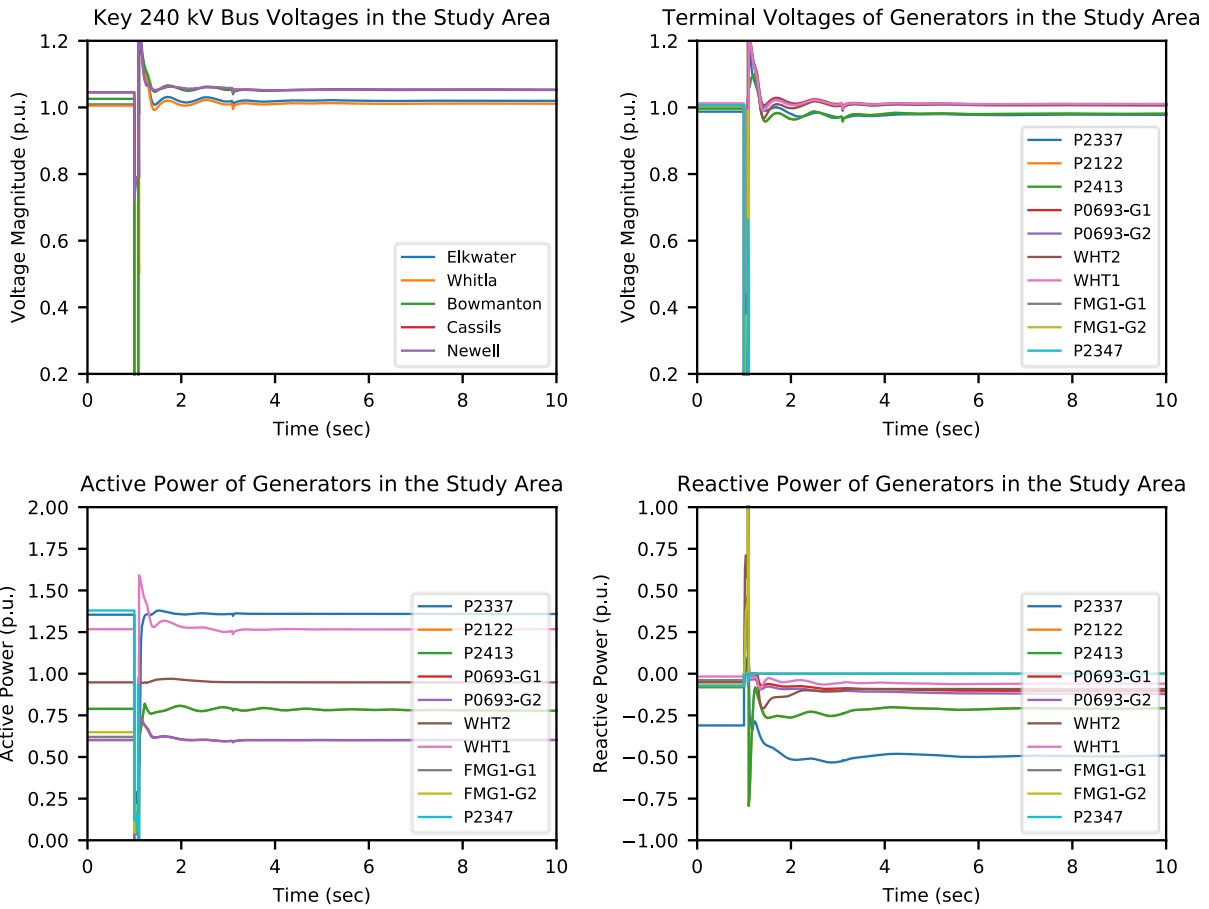 Key 240 kV Bus Voltages in the Study Area
Voltage Magnitude (p.u.)
1.2
1.0
0.8
0.6
0.4
0.2
0 2 4 6 8 10
Time (sec)
Elkwater
Whitla
Bowmanton
Cassils
Newell
Terminal Voltages of Generators in the Study Area
Voltage Magnitude (p.u.)
1.2
1.0
0.8
0.6
0.4
0.2
0 2 4 6 8 10
Time (sec)
P2337
P2122
P2413
P0693-G1
P0693-G2
WHT2
WHT1
FMG1-G1
FMG1-G2
P2347
Active Power of Generators in the Study Area
Active Power (p.u.)
2.00
1.75
1.50
1.25
1.00
0.75
0.50
0.25
0.00
0 2 4 6 8 10
Time (sec)
P2337
P2122
P2413
P0693-G1
P0693-G2
WHT2
WHT1
FMG1-G1
FMG1-G2
P2347
Reactive Power of Generators in the Study Area
Reactive Power (p.u.)
1.00
0.75
0.50
0.25
0.00
−0.25
−0.50
−0.75
−1.00
0 2 4 6 8 10
Time (sec)
P2337
P2122
P2413
P0693-G1
P0693-G2
WHT2
WHT1
FMG1-G1
FMG1-G2
P2347